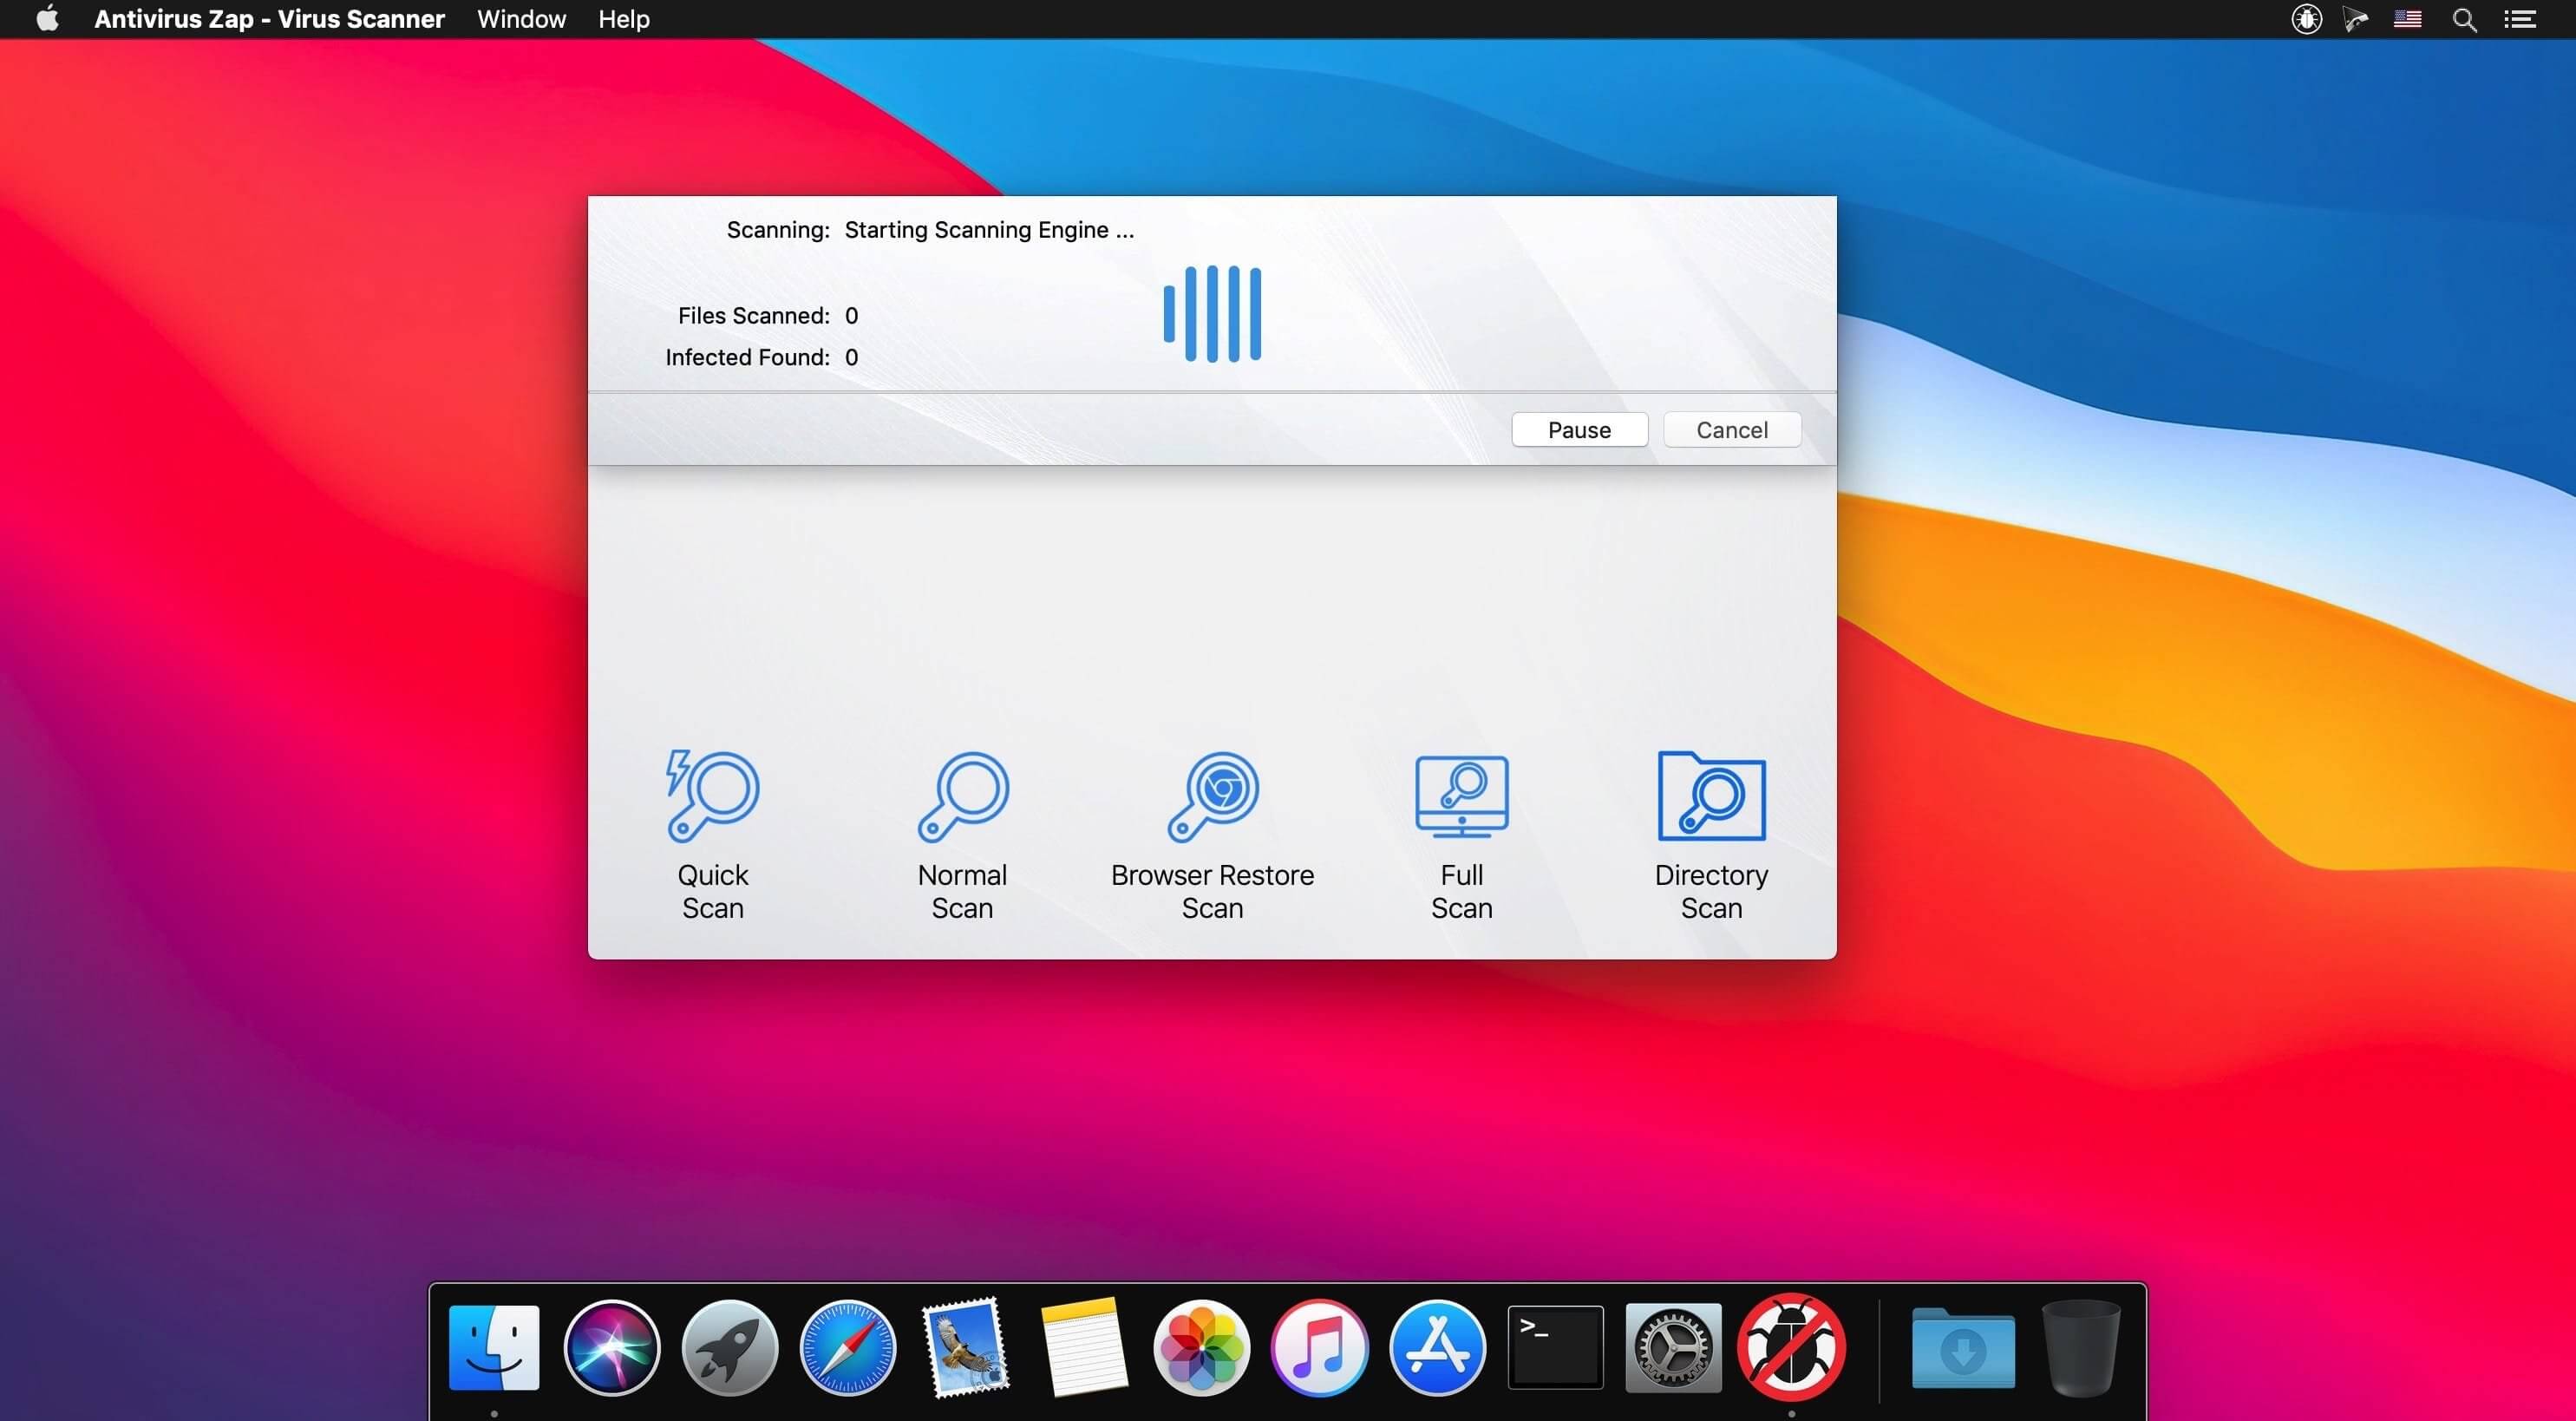 Antivirus Zap - Virus Scanner Window Help
Scanning: Starting Scanning Engine ...
Files Scanned: 0
Infected Found: 0
Pause Cancel
Quick Scan
Normal Scan
Browser Restore Scan
Full Scan
Directory Scan
>_